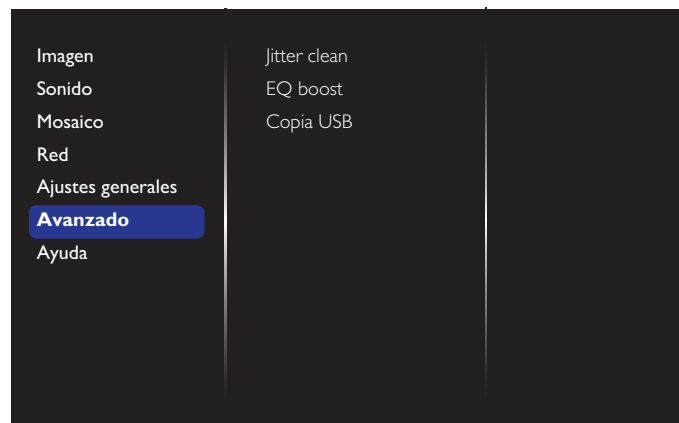 Imagen
Sonido
Mosaico
Red
Ajustes generales
Avanzado
Ayuda
Jitter clean
EQ boost
Copia USB